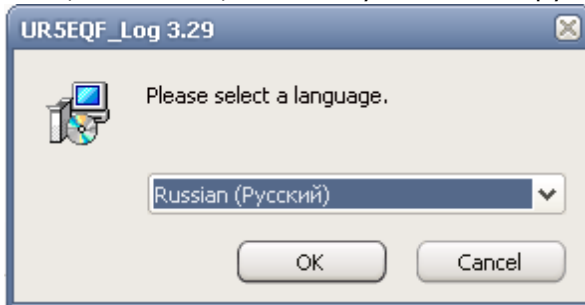 UR5EQF_Log 3.29
Please select a language.
Russian (Русский)
OK
Cancel